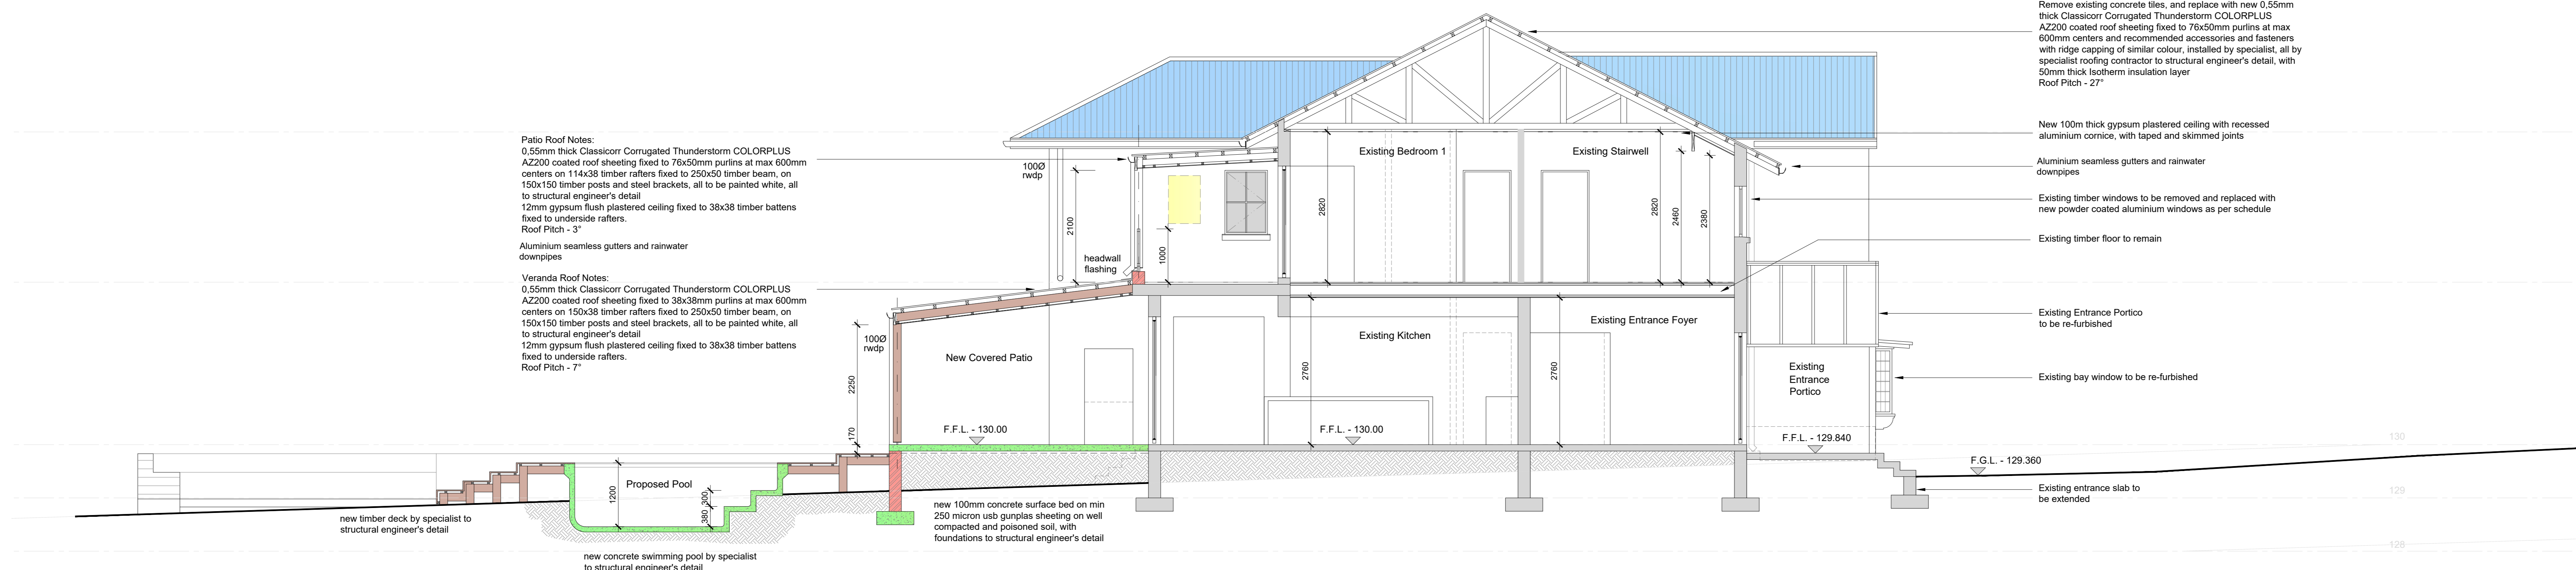 Remove existing concrete tiles, and replace with new 0,55mm
thick Classicorr Corrugated Thunderstorm COLORPLUS
AZ200 coated roof sheeting fixed to 76x50mm purlins at max
600mm centers and recommended accessories and fasteners
with ridge capping of similar colour, installed by specialist, all by
specialist roofing contractor to structural engineer's detail, with
50mm thick Isotherm insulation layer
Roof Pitch - 27°
New 100m thick gypsum plastered ceiling with recessed
aluminium cornice, with taped and skimmed joints
Aluminium seamless gutters and rainwater
downpipes
Existing timber windows to be removed and replaced with
new powder coated aluminium windows as per schedule
Existing timber floor to remain
Existing Entrance Portico
to be re-furbished
Existing bay window to be re-furbished
Existing entrance slab to
be extended
Patio Roof Notes:
0,55mm thick Classicorr Corrugated Thunderstorm COLORPLUS
AZ200 coated roof sheeting fixed to 76x50mm purlins at max 600mm
centers on 114x38 timber rafters fixed to 250x50 timber beam, on
150x150 timber posts and steel brackets, all to be painted white, all
to structural engineer's detail
12mm gypsum flush plastered ceiling fixed to 38x38 timber battens
fixed to underside rafters.
Roof Pitch - 3°
Aluminium seamless gutters and rainwater
downpipes
Veranda Roof Notes:
0,55mm thick Classicorr Corrugated Thunderstorm COLORPLUS
AZ200 coated roof sheeting fixed to 38x38mm purlins at max 600mm
centers on 150x38 timber rafters fixed to 250x50 timber beam, on
150x150 timber posts and steel brackets, all to be painted white, all
to structural engineer's detail
12mm gypsum flush plastered ceiling fixed to 38x38 timber battens
fixed to underside rafters.
Roof Pitch - 7°
100Ø
rwdp
2100
headwall
flashing
1000
Existing Bedroom 1
Existing Stairwell
2820
2820
2460
2380
100Ø
rwdp
2250
170
New Covered Patio
Existing Kitchen
Existing Entrance Foyer
2760
2760
Existing
Entrance
Portico
F.F.L. - 130.00
F.F.L. - 130.00
F.F.L. - 129.840
F.G.L. - 129.360
130
129
128
Proposed Pool
1200
300
380
new timber deck by specialist to
structural engineer's detail
new concrete swimming pool by specialist
to structural engineer's detail
new 100mm concrete surface bed on min
250 micron usb gunplas sheeting on well
compacted and poisoned soil, with
foundations to structural engineer's detail